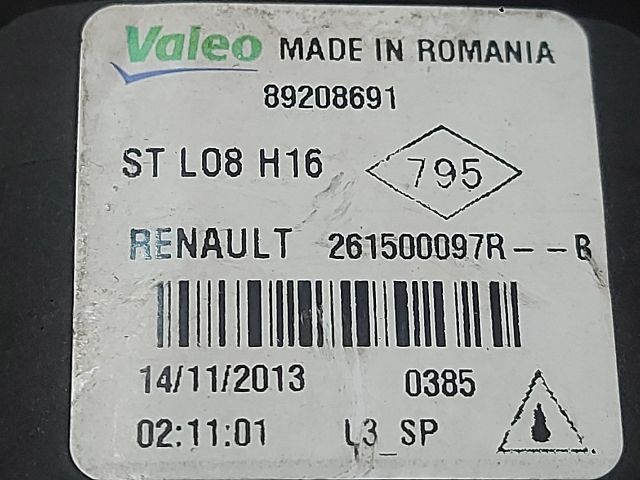 Valeo MADE IN ROMANIA
89208691
ST L08 H16 795
RENAULT 261500097R--B
14/11/2013 0385
02:11:01 L3_SP